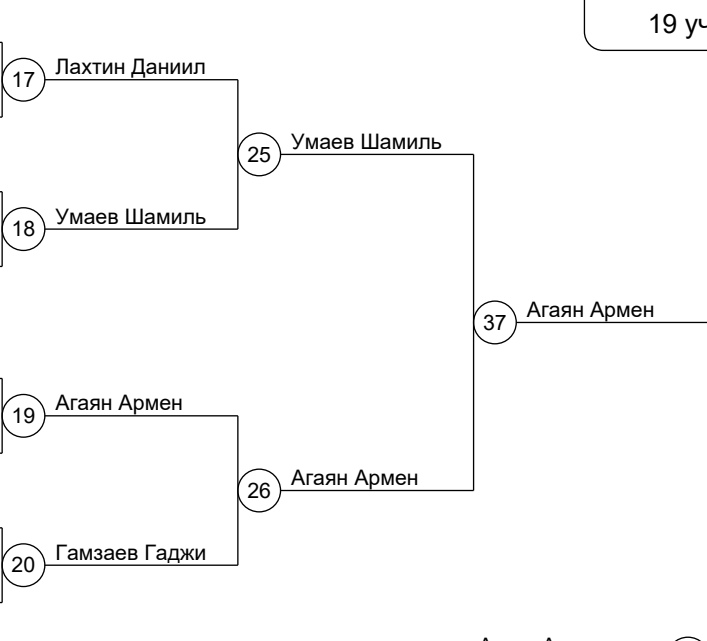 19 уч
17 Лахтин Даниил
25 Умаев Шамиль
18 Умаев Шамиль
37 Агаян Армен
19 Агаян Армен
26 Агаян Армен
20 Гамзаев Гаджи